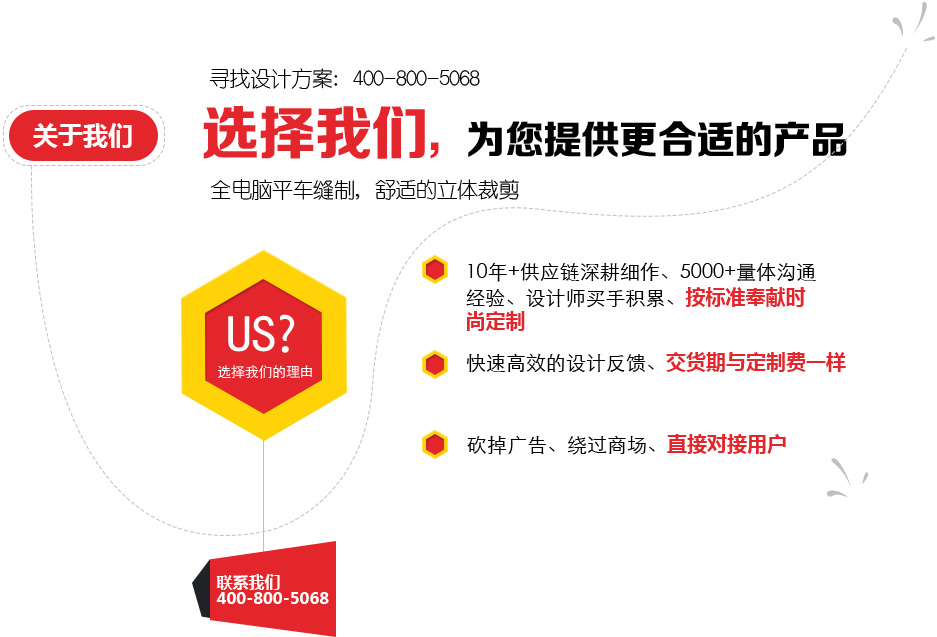 寻找设计方案：400-800-5068
关于我们
选择我们，为您提供更合适的产品
全电脑平车缝制，舒适的立体裁剪
US?
选择我们的理由
10年+供应链深耕细作、5000+量体沟通
经验、设计师买手积累、按标准奉献时
尚定制
快速高效的设计反馈、交货期与定制费一样
砍掉广告、绕过商场、直接对接用户
联系我们
400-800-5068